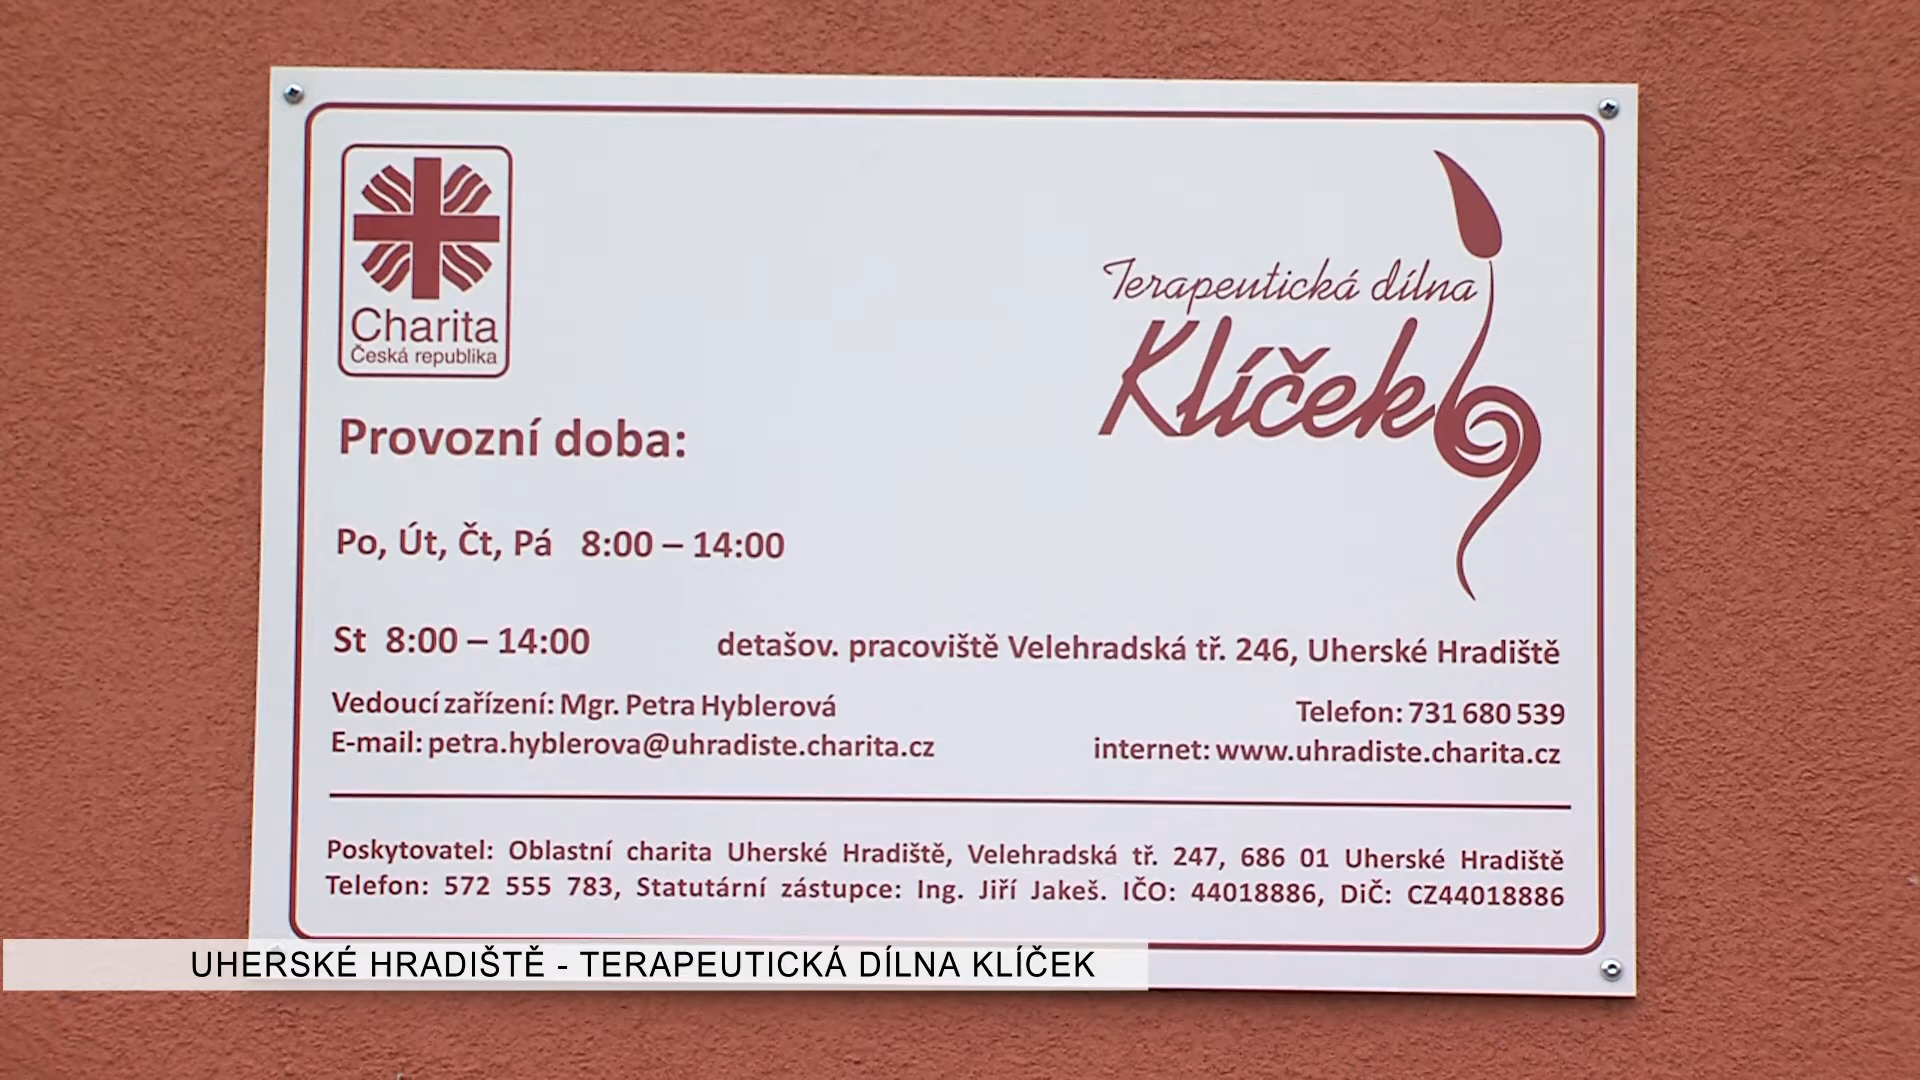 Charita
Česká republika
Terapeutická dílna
Klíček
Provozní doba:
Po, Út, Čt, Pá 8:00 – 14:00
St 8:00 – 14:00 detašov. pracoviště Velehradská tř. 246, Uherské Hradiště
Vedoucí zařízení: Mgr. Petra Hyblerová Telefon: 731 680 539
E-mail: petra.hyblerova@uhradiste.charita.cz internet: www.uhradiste.charita.cz
Poskytovatel: Oblastní charita Uherské Hradiště, Velehradská tř. 247, 686 01 Uherské Hradiště
Telefon: 572 555 783, Statutární zástupce: Ing. Jiří Jakeš. IČO: 44018886, DiČ: CZ44018886
UHERSKÉ HRADIŠTĚ - TERAPEUTICKÁ DÍLNA KLÍČEK